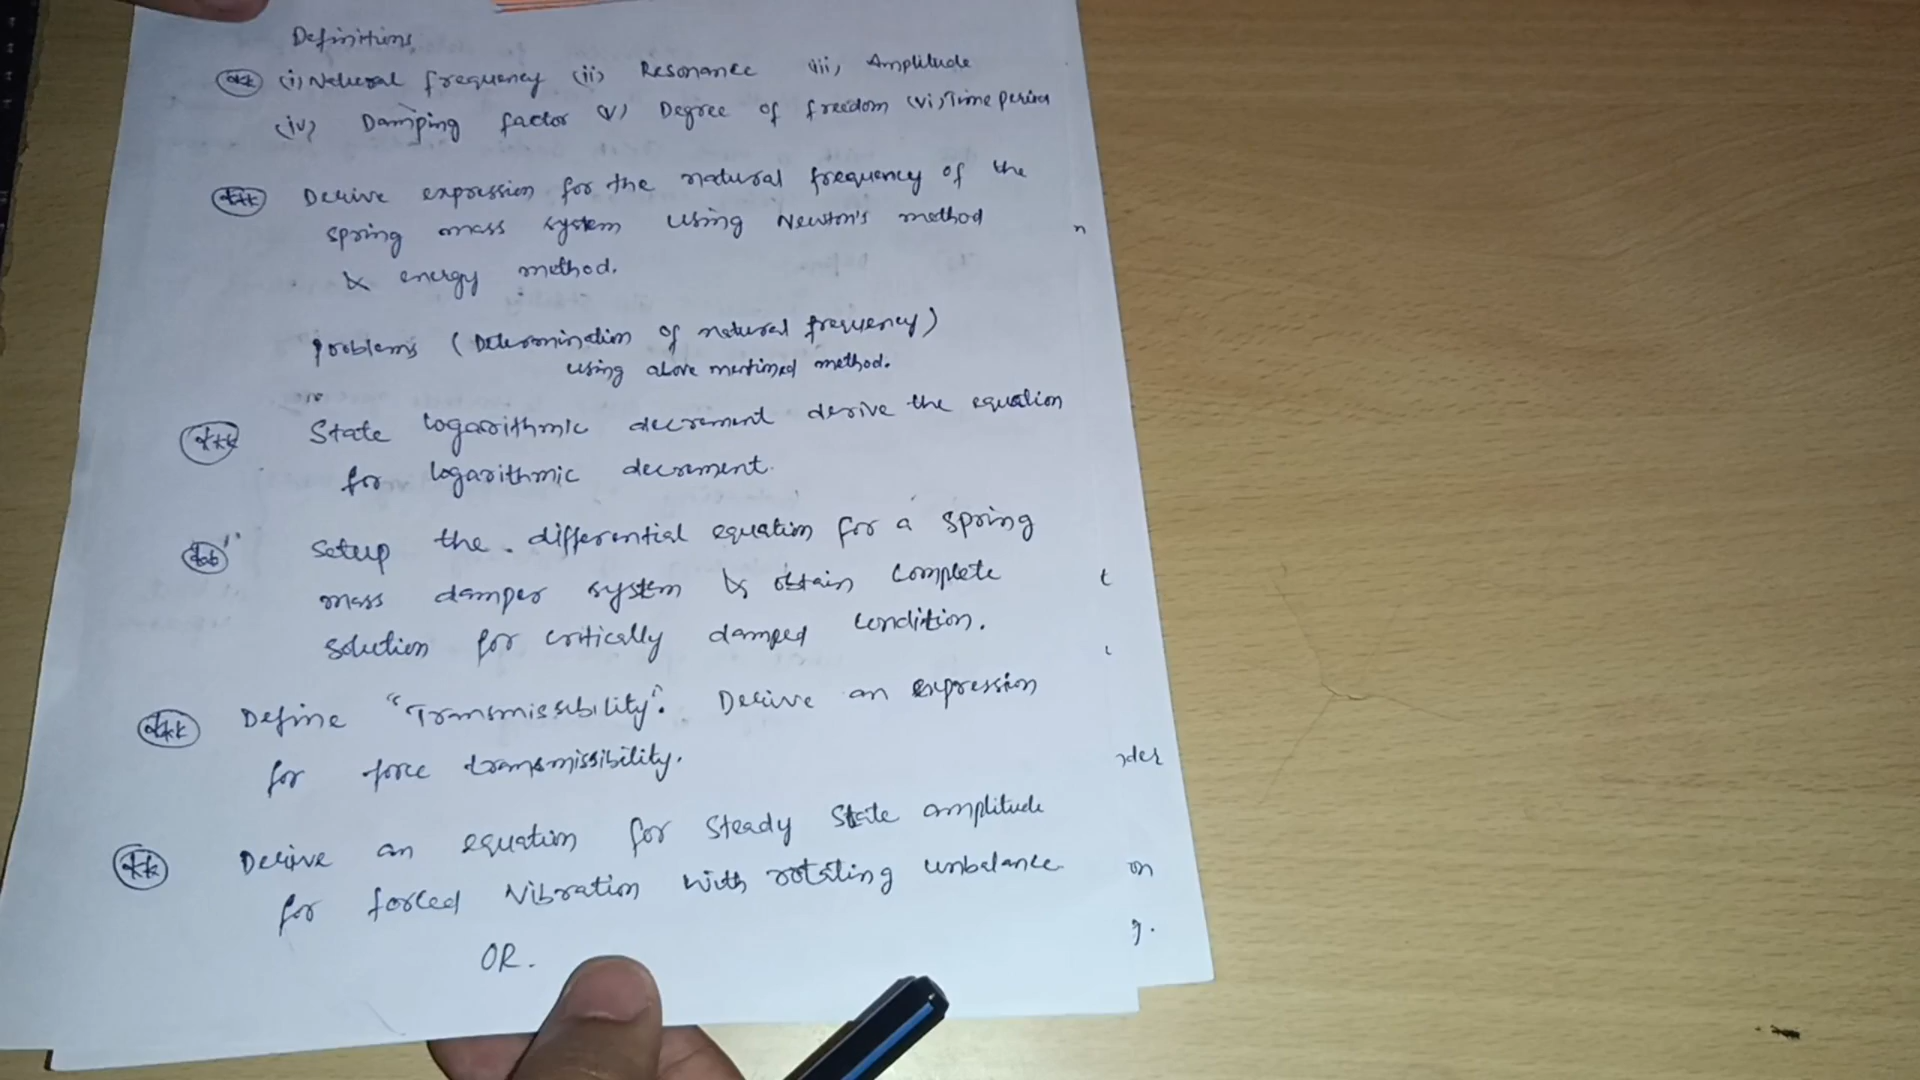 Definitions
*** (i) Natural frequency (ii) Resonance iii) Amplitude
(iv) Damping factor (v) Degree of freedom (vi) Time period
*** Derive expression for the natural frequency of the
spring mass system using Newton's method
& energy method.
problems (Determination of natural frequency)
using above mentioned method.
*** State logarithmic decrement derive the equation
for logarithmic decrement.
*** Setup the differential equation for a spring
mass damper system & obtain complete
solution for critically damped condition.
*** Define "Transmissibility". Derive an expression
for force transmissibility.
** Derive an equation for Steady State amplitude
for forced Vibration with rotating unbalance
OR.